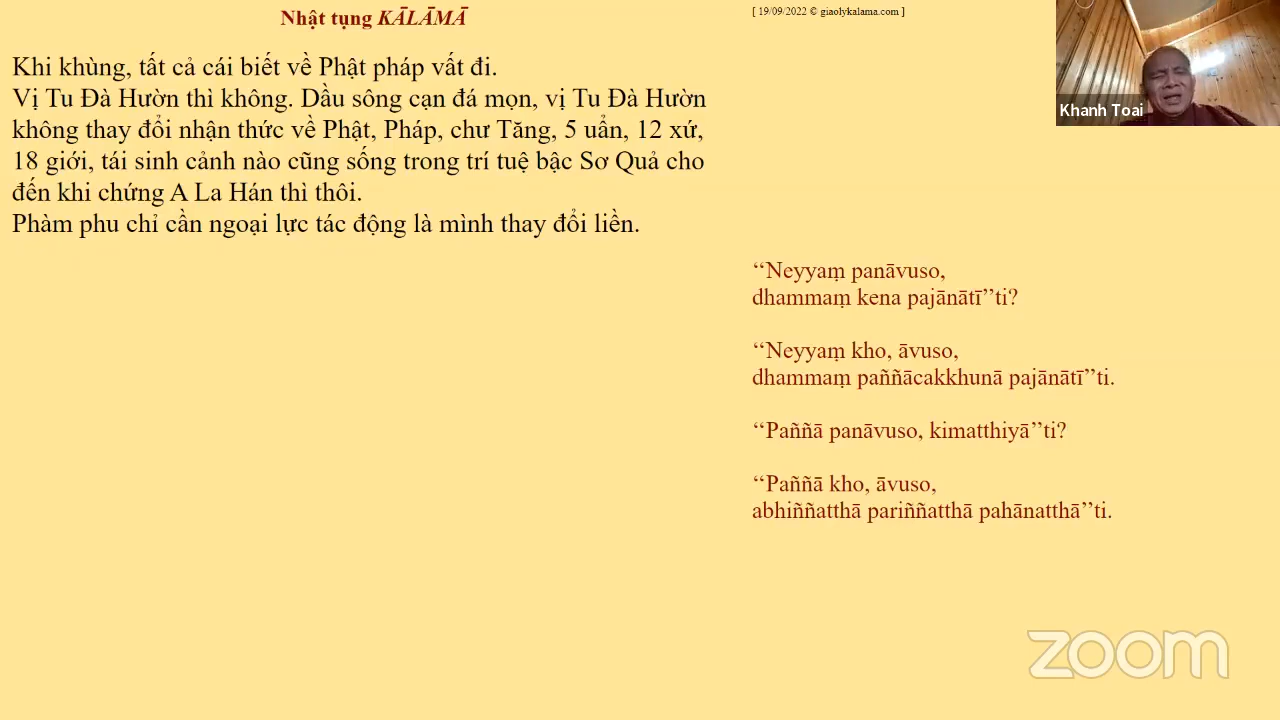 Nhật tụng KĀLĀMĀ
[ 19/09/2022 © giaolykalama.com ]
Khanh Toai
Khi khùng, tất cả cái biết về Phật pháp vất đi.
Vị Tu Đà Hườn thì không. Dầu sông cạn đá mọn, vị Tu Đà Hườn
không thay đổi nhận thức về Phật, Pháp, chư Tăng, 5 uẩn, 12 xứ,
18 giới, tái sinh cảnh nào cũng sống trong trí tuệ bậc Sơ Quả cho
đến khi chứng A La Hán thì thôi.
Phàm phu chỉ cần ngoại lực tác động là mình thay đổi liền.
“Neyyaṃ panāvuso,
dhammaṃ kena pajānātī”ti?
“Neyyaṃ kho, āvuso,
dhammaṃ paññācakkhunā pajānātī”ti.
“Paññā panāvuso, kimatthiyā”ti?
“Paññā kho, āvuso,
abhiññatthā pariññatthā pahānatthā”ti.
zoom